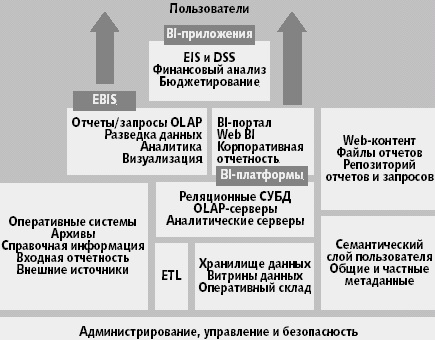 Пользователи
BI-приложения
EIS и DSS
Финансовый анализ
Бюджетирование
EBIS
Отчеты/запросы OLAP
Разведка данных
Аналитика
Визуализация
BI-портал
Web BI
Корпоративная
отчетность
BI-платформы
Web-контент
Файлы отчетов
Репозиторий
отчетов и запросов
Реляционные СУБД
OLAP-серверы
Аналитические серверы
Оперативные системы
Архивы
Справочная информация
Входная отчетность
Внешние источники
ETL
Хранилище данных
Витрины данных
Оперативный склад
Семантический
слой пользователя
Общие и частные
метаданные
Администрирование, управление и безопасность